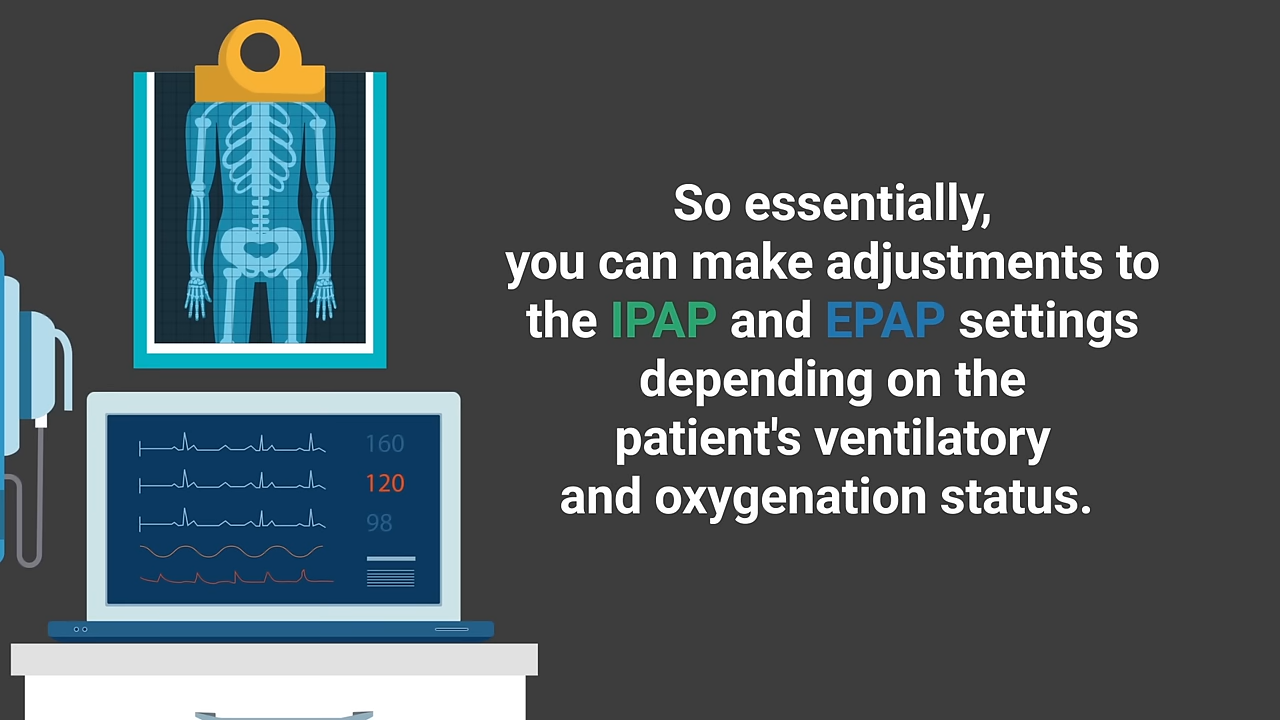 So essentially,
you can make adjustments to
the IPAP and EPAP settings
depending on the
patient's ventilatory
and oxygenation status.
160
120
98